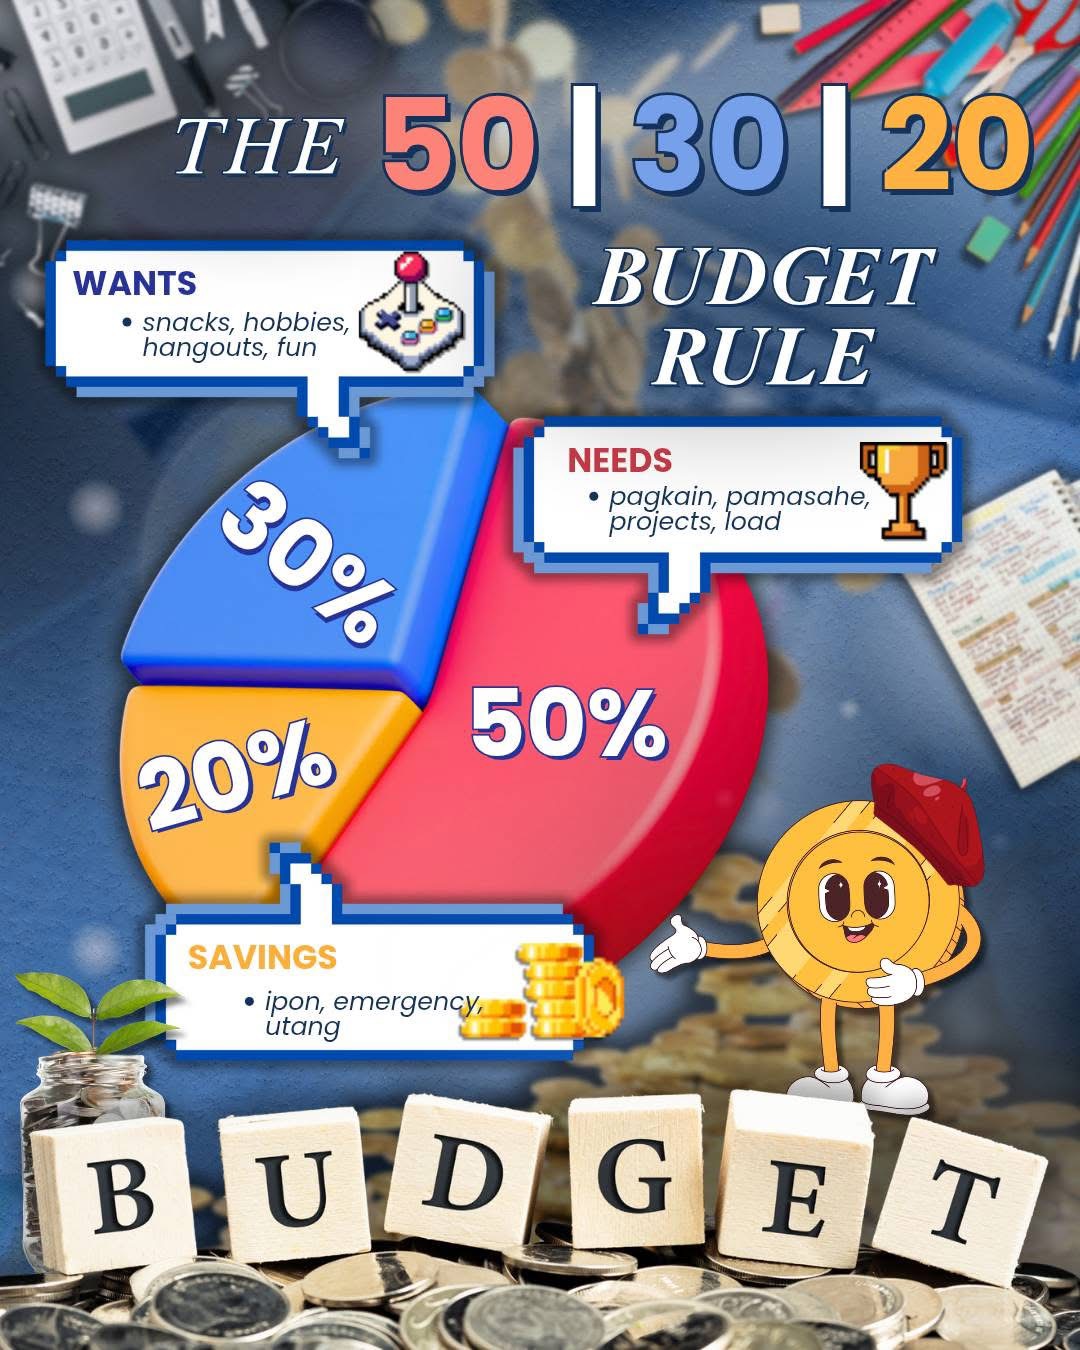 THE 50|30|20
BUDGET
RULE
WANTS
• snacks, hobbies,
hangouts, fun
NEEDS
• pagkain, pamasahe,
projects, load
30%
50%
20%
SAVINGS
• ipon, emergency,
utang
BUDGET